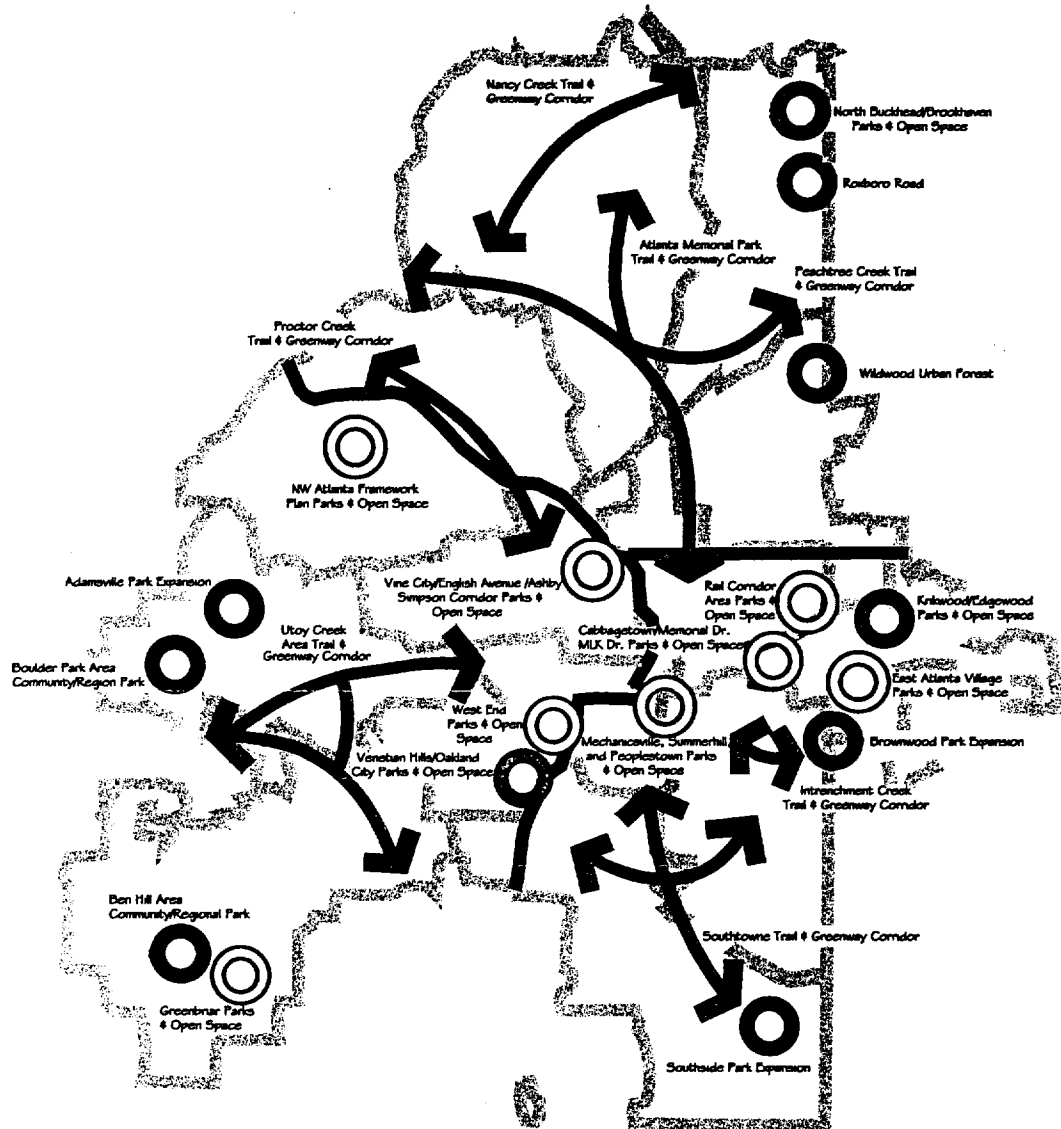 Nancy Creek Trail &
Greenway Corridor
North Buckhead/Brookhaven
Parks & Open Space
Roxboro Road
Atlanta Memorial Park
Trail & Greenway Corridor
Peachtree Creek Trail
& Greenway Corridor
Proctor Creek
Trail & Greenway Corridor
Wildwood Urban Forest
NW Atlanta Framework
Plan Parks & Open Space
Adamsville Park Expansion
Vine City/English Avenue /Ashby/
Simpson Corridor Parks &
Open Space
Rail Corridor
Area Parks &
Open Space
Kirkwood/Edgewood
Parks & Open Space
Utoy Creek
Area Trail &
Greenway Corridor
Cabbagetown/Memorial Dr.
MLK Dr. Parks & Open Space
Boulder Park Area
Community/Region Park
East Atlanta Village
Parks & Open Space
West End
Parks & Open
Space
Mechanicsville, Summerhill
and Peoplestown Parks
& Open Space
Brownwood Park Expansion
Venetian Hills/Oakland
City Parks & Open Space
Intrenchment Creek
Trail & Greenway Corridor
Ben Hill Area
Community/Regional Park
Southtowne Trail & Greenway Corridor
Greenbriar Parks
& Open Space
Southside Park Expansion